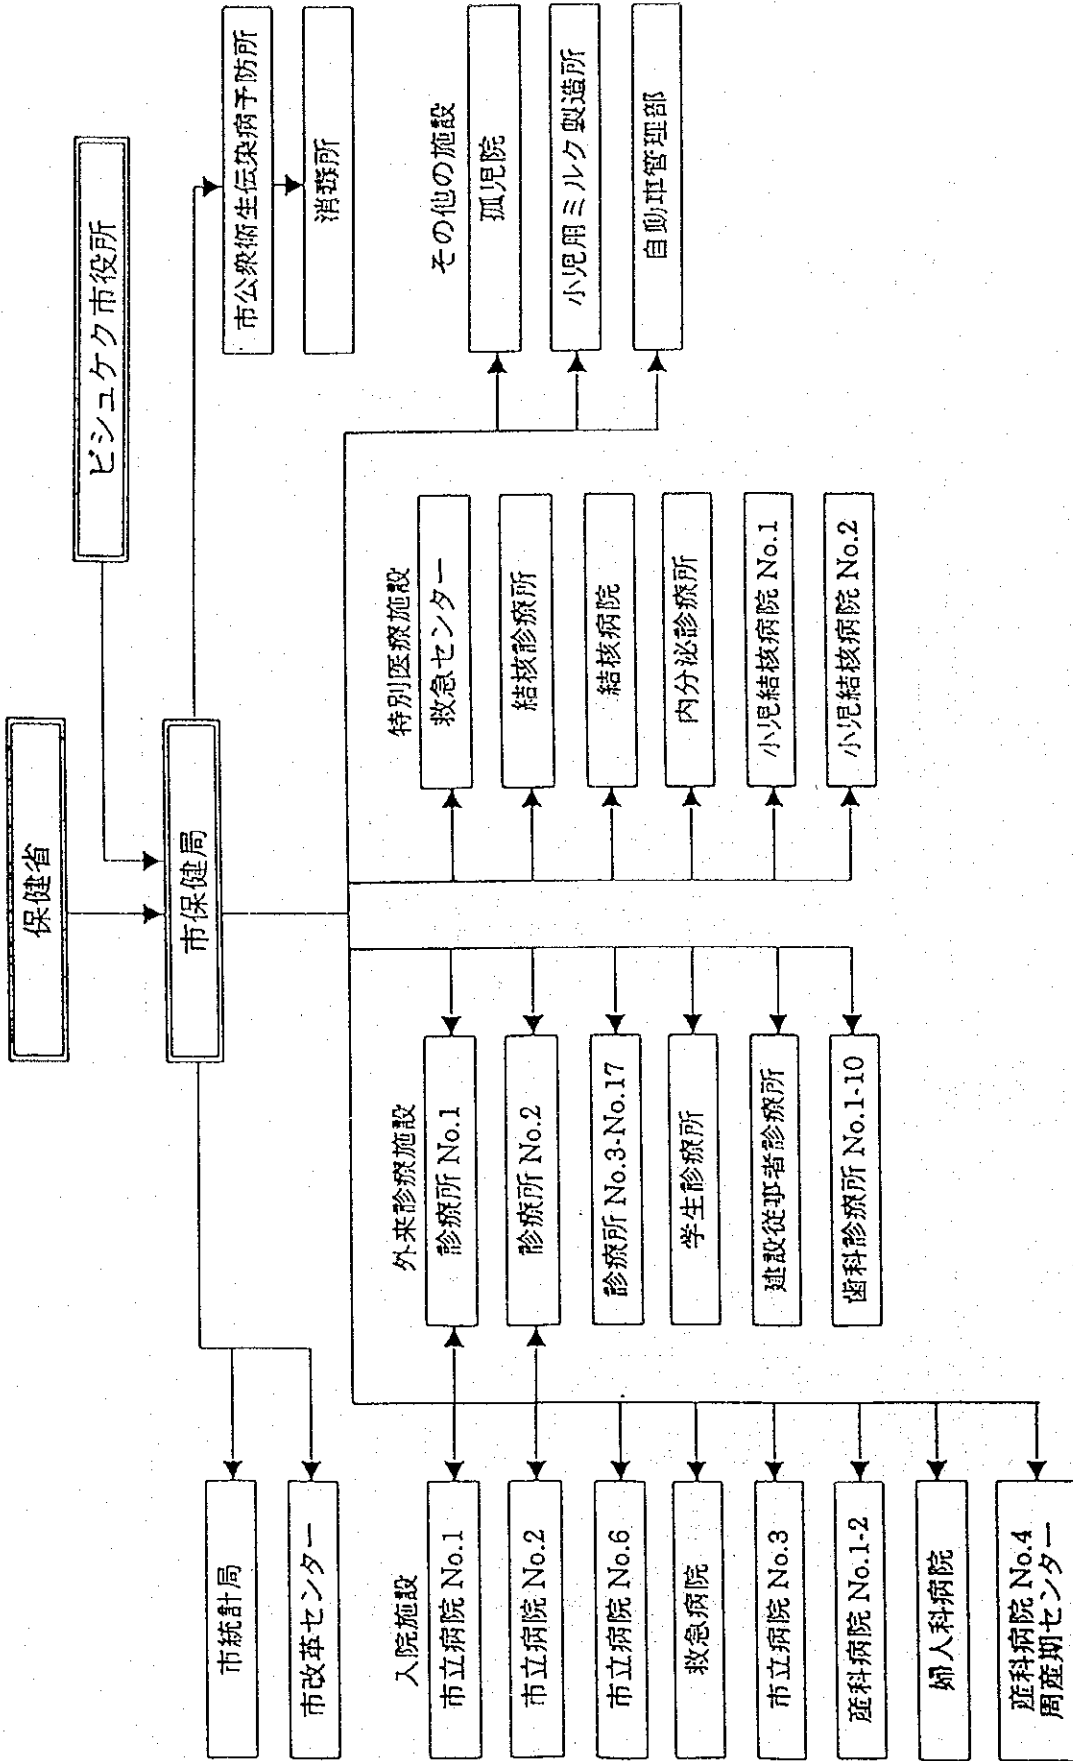 保健省
ビシュケク市役所
市保健局
市統計局
市改革センター
市公衆衛生伝染病予防所
消毒所
入院施設
市立病院 No.1
市立病院 No.2
市立病院 No.6
救急病院
市立病院 No.3
産科病院 No.1-2
婦人科病院
産科病院 No.4
周産期センター
外来診療施設
診療所 No.1
診療所 No.2
診療所 No.3-No.17
学生診療所
建設従事者診療所
歯科診療所 No.1-10
特別医療施設
救急センター
結核診療所
結核病院
内分泌診療所
小児結核病院 No.1
小児結核病院 No.2
その他の施設
孤児院
小児用ミルク製造所
自動車管理部